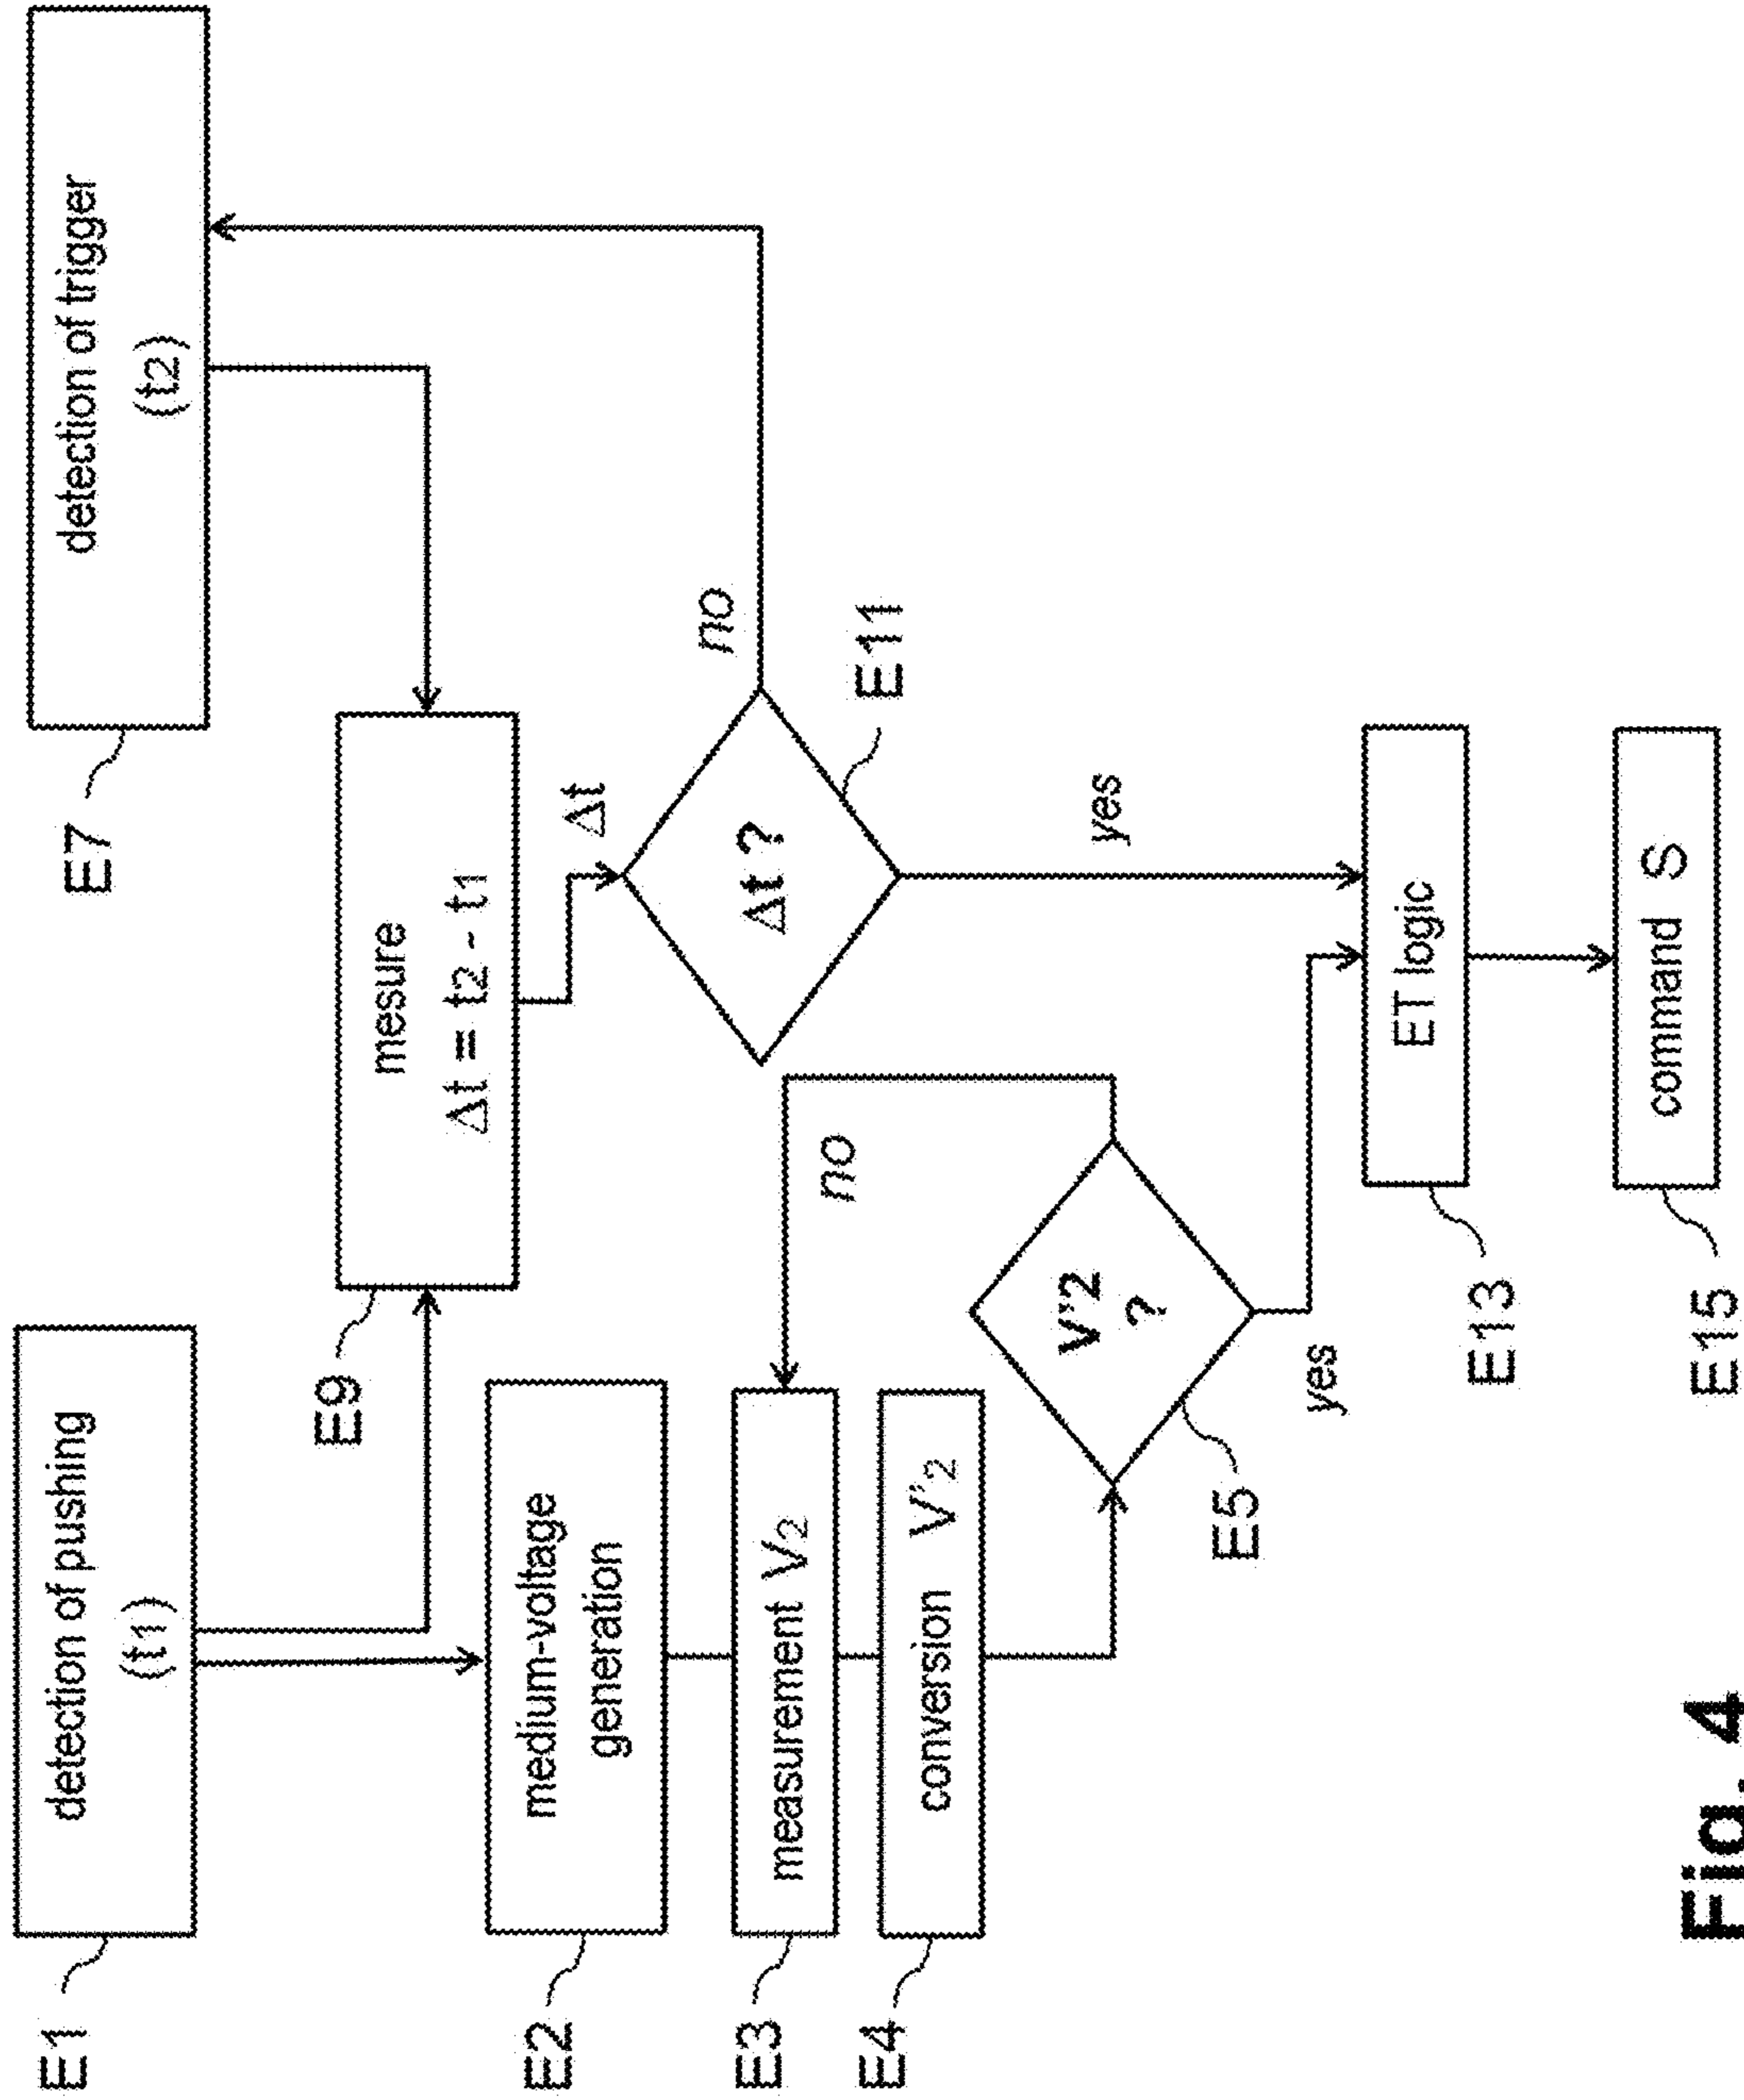 E1
detection of pushing
(t1)
E7
detection of trigger
(t2)
E9
mesure
Δt = t2 - t1
Δt
E2
medium-voltage
generation
E11
Δt ?
no
yes
E3
measurement V2
no
E4
conversion V'2
E5
V'2
?
yes
E13
ET logic
E15
command S
Fig. 4